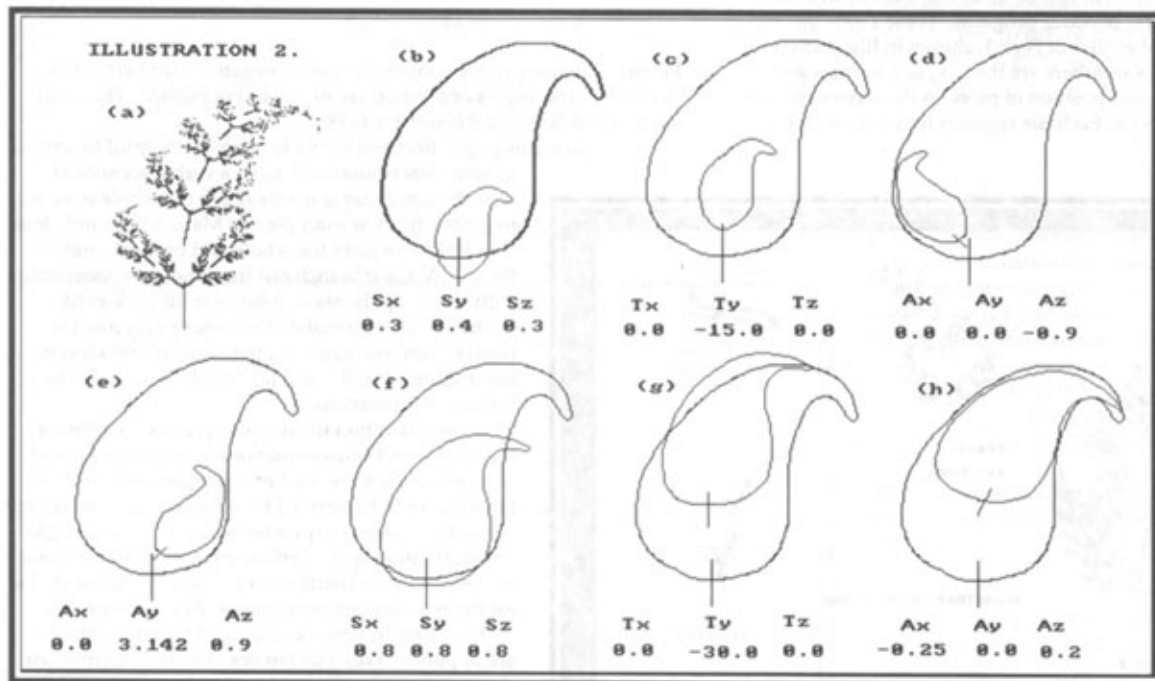 ILLUSTRATION 2.
(a)
(b)
Sx Sy Sz
0.3 0.4 0.3
(c)
Tx Ty Tz
0.0 -15.0 0.0
(d)
Ax Ay Az
0.0 0.0 -0.9
(e)
Ax Ay Az
0.0 3.142 0.9
(f)
Sx Sy Sz
0.8 0.8 0.8
(g)
Tx Ty Tz
0.0 -30.0 0.0
(h)
Ax Ay Az
-0.25 0.0 0.2